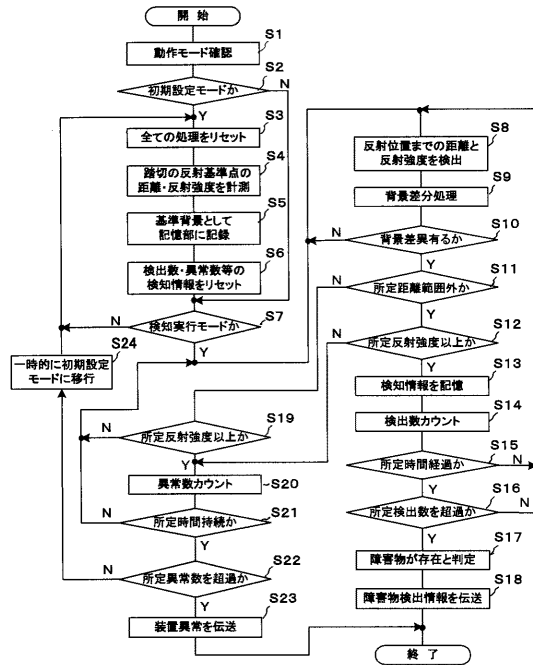 開始
S1
動作モード確認
S2
初期設定モードか
N
Y
S3
全ての処理をリセット
S4
踏切の反射基準点の
距離・反射強度を計測
S5
基準背景として
記憶部に記録
S6
検出数・異常数等の
検知情報をリセット
S7
検知実行モードか
N
Y
S24
一時的に初期設定
モードに移行
S19
所定反射強度以上か
N
Y
異常数カウント
S20
所定時間持続か
S21
N
Y
所定異常数を超過か
S22
N
Y
S23
装置異常を伝送
S8
反射位置までの距離と
反射強度を検出
S9
背景差分処理
S10
背景差異有るか
N
Y
S11
所定距離範囲外か
N
Y
S12
所定反射強度以上か
N
Y
S13
検知情報を記憶
S14
検出数カウント
S15
所定時間経過か
N
Y
S16
所定検出数を超過か
N
Y
S17
障害物が存在と判定
S18
障害物検出情報を伝送
終了